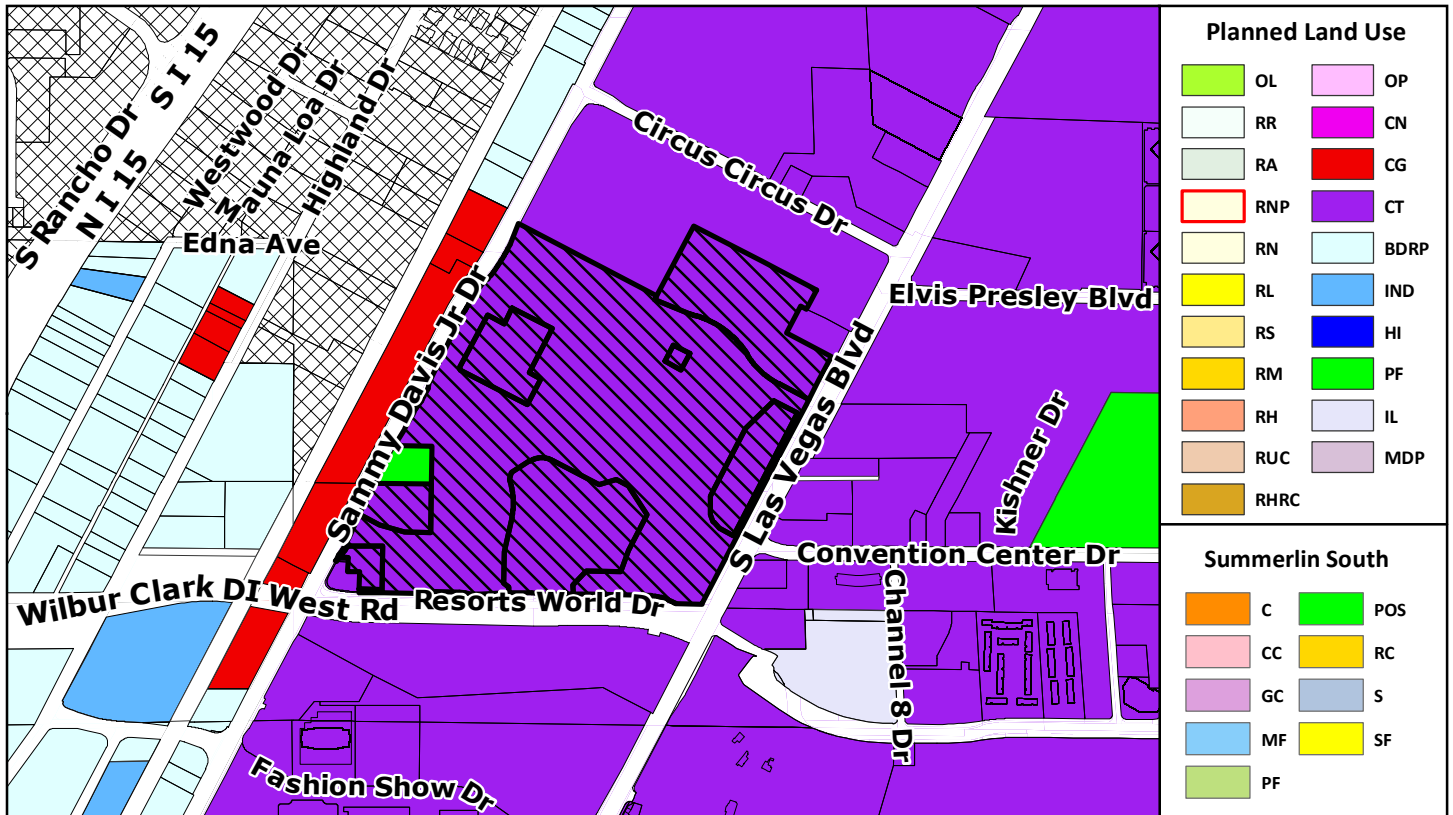 S Rancho Dr
S I 15
N I 15
Westwood Dr
Mauna Loa Dr
Highland Dr
Edna Ave
Circus Circus Dr
Elvis Presley Blvd
Sammy Davis Jr Dr
S Las Vegas Blvd
Kishner Dr
Convention Center Dr
Channel 8 Dr
Wilbur Clark DI West Rd
Resorts World Dr
Fashion Show Dr
Planned Land Use
OL
RR
RA
RNP
RN
RL
RS
RM
RH
RUC
RHRC
OP
CN
CG
CT
BDRP
IND
HI
PF
IL
MDP
Summerlin South
C
CC
GC
MF
PF
POS
RC
S
SF